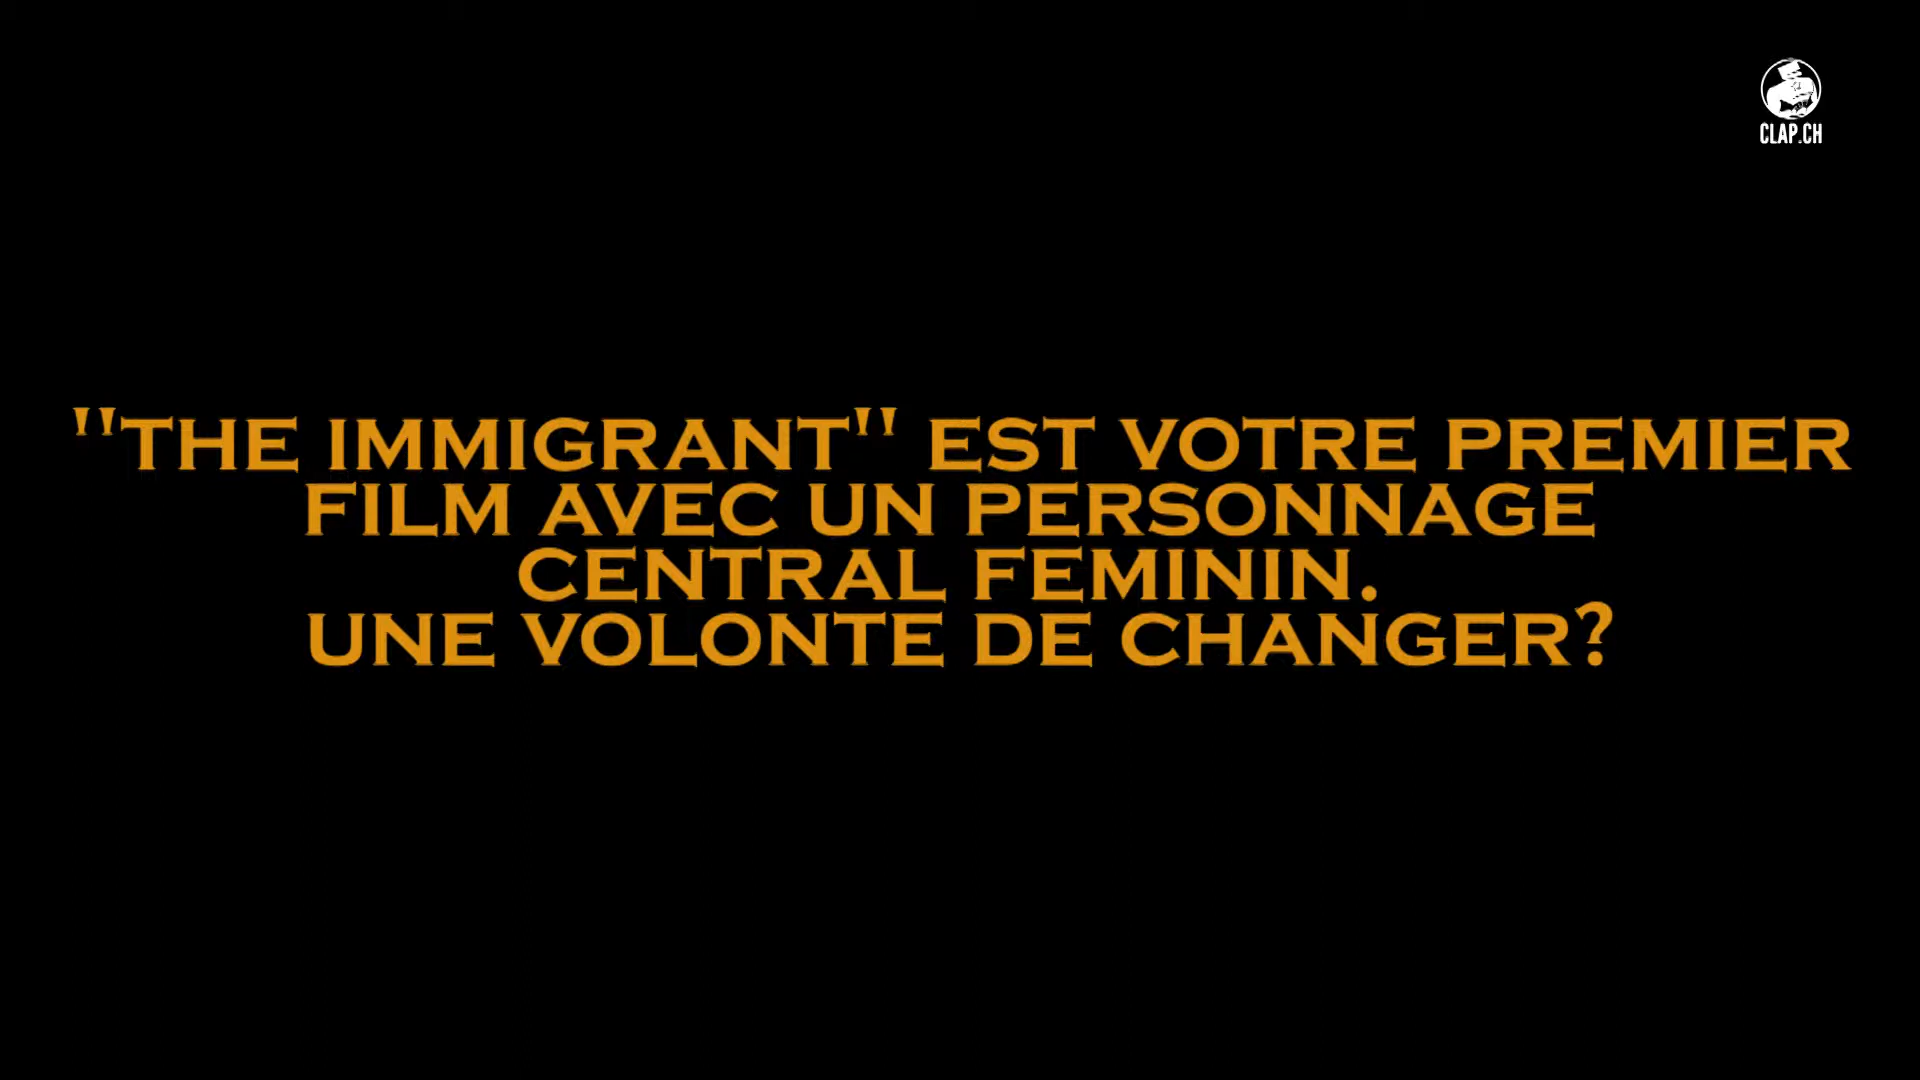 CLAP.CH
"THE IMMIGRANT" EST VOTRE PREMIER
FILM AVEC UN PERSONNAGE
CENTRAL FEMININ.
UNE VOLONTE DE CHANGER?